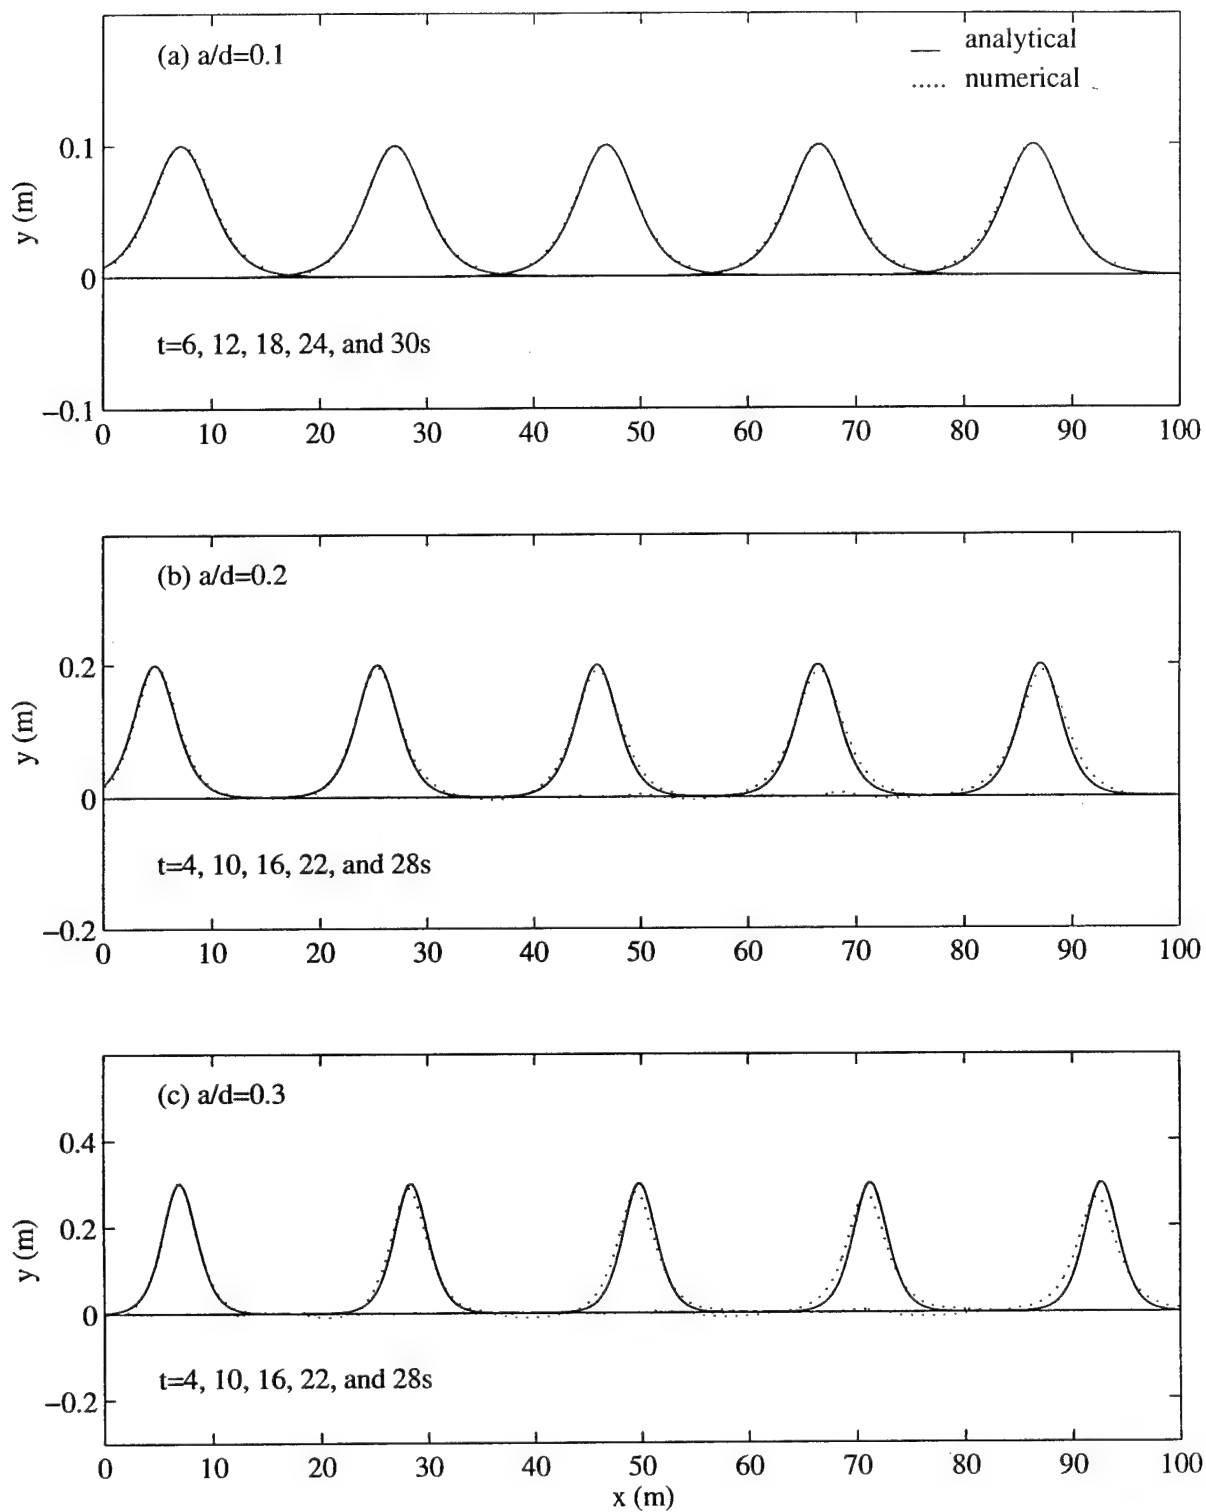 (a) a/d=0.1
analytical
numerical
0.1
0
−0.1
y (m)
t=6, 12, 18, 24, and 30s
0 10 20 30 40 50 60 70 80 90 100
(b) a/d=0.2
0.2
0
−0.2
y (m)
t=4, 10, 16, 22, and 28s
0 10 20 30 40 50 60 70 80 90 100
(c) a/d=0.3
0.4
0.2
0
−0.2
y (m)
t=4, 10, 16, 22, and 28s
0 10 20 30 40 50 60 70 80 90 100
x (m)